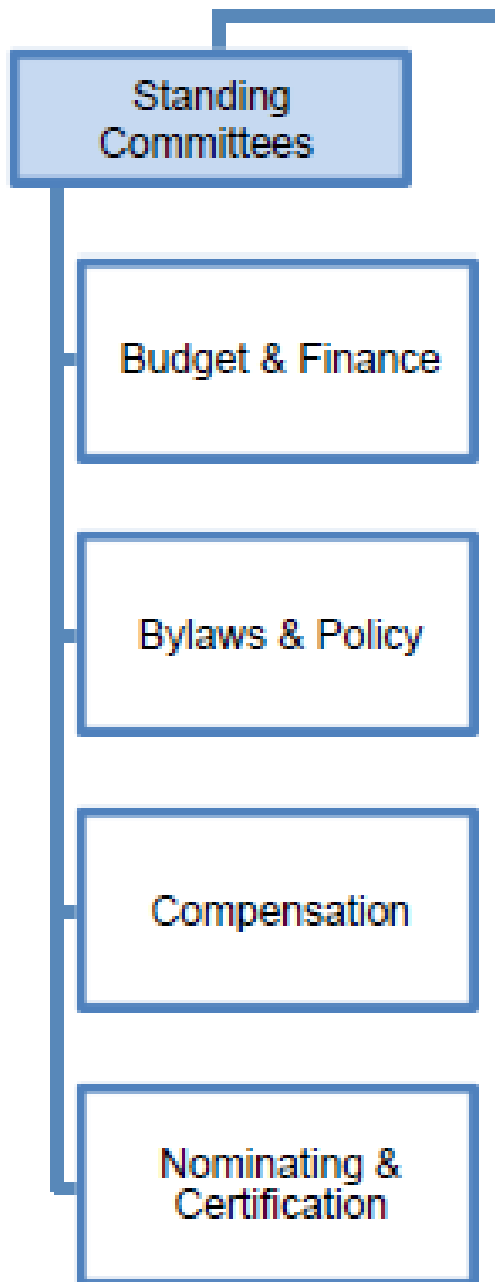 Standing
Committees
Budget & Finance
Bylaws & Policy
Compensation
Nominating &
Certification